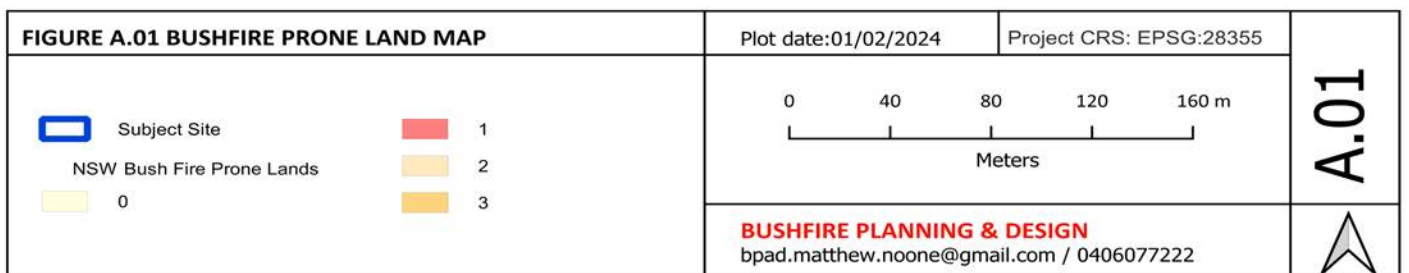 FIGURE A.01 BUSHFIRE PRONE LAND MAP
Subject Site
NSW Bush Fire Prone Lands
0
1
2
3
Plot date:01/02/2024
Project CRS: EPSG:28355
0 40 80 120 160 m
Meters
BUSHFIRE PLANNING & DESIGN
bpad.matthew.noone@gmail.com / 0406077222
A.01